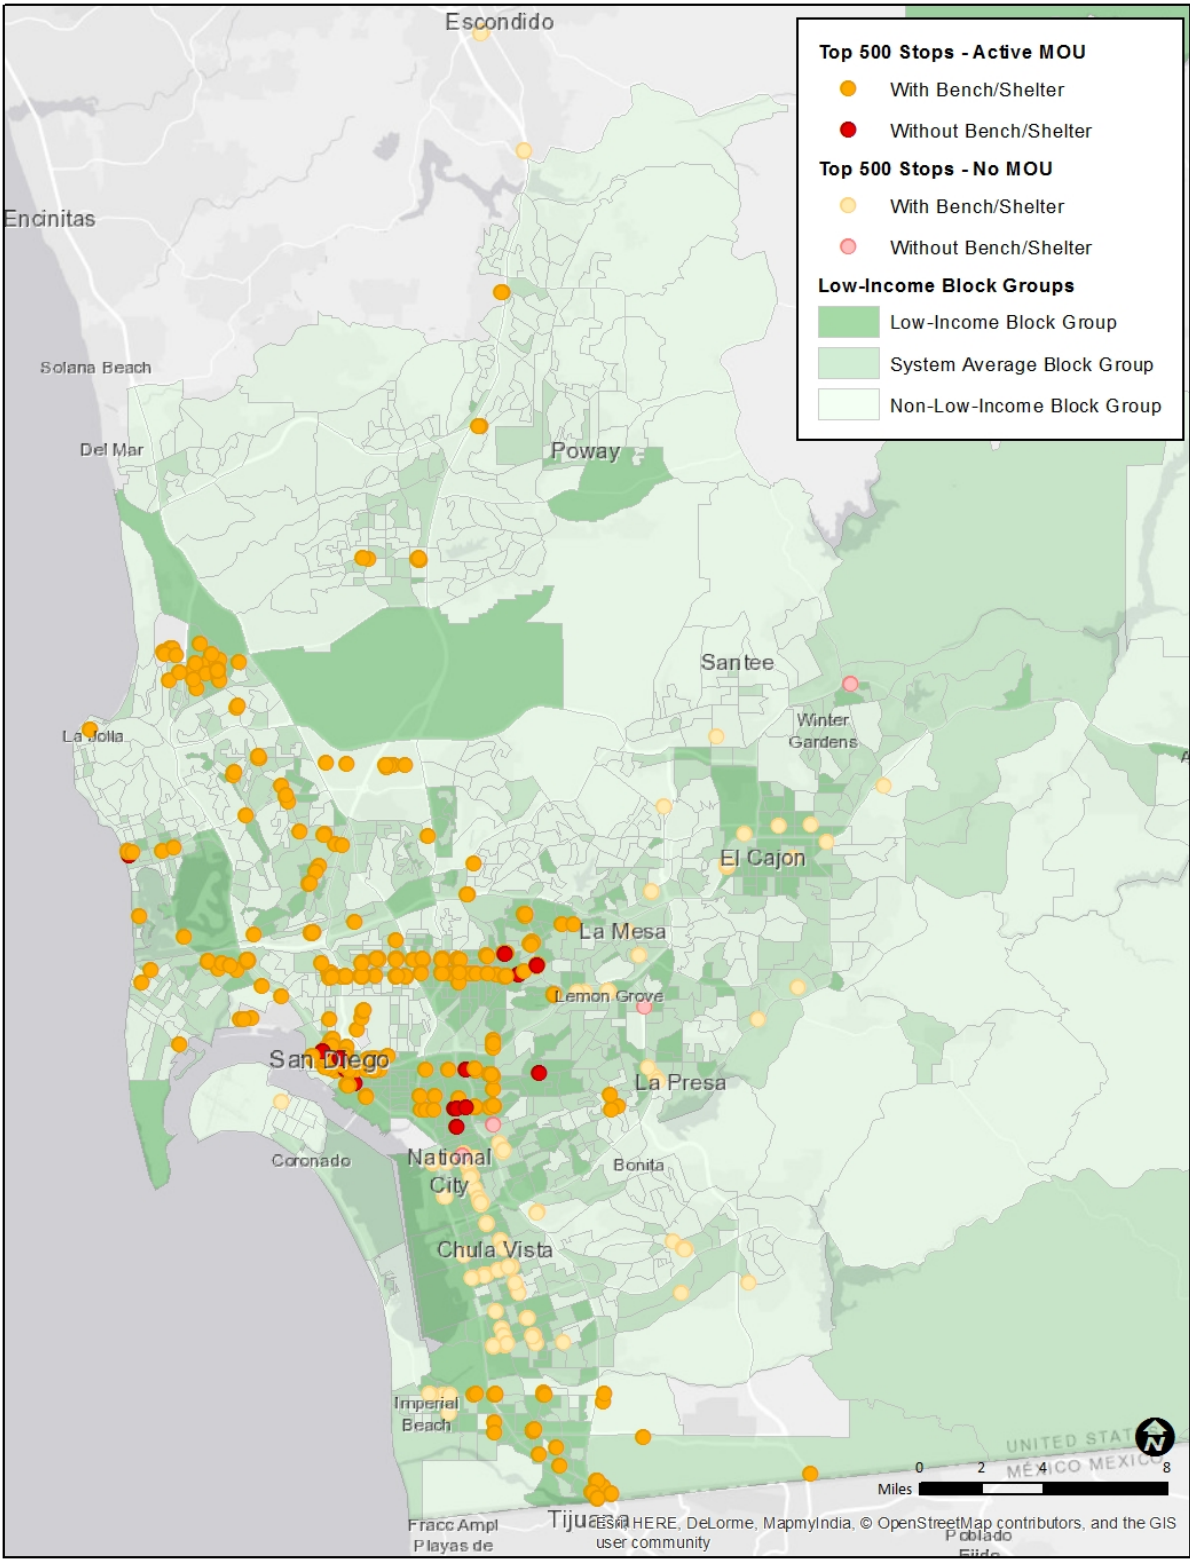 Escondido
Top 500 Stops - Active MOU
With Bench/Shelter
Without Bench/Shelter
Top 500 Stops - No MOU
With Bench/Shelter
Without Bench/Shelter
Low-Income Block Groups
Low-Income Block Group
System Average Block Group
Non-Low-Income Block Group
Encinitas
Solana Beach
Del Mar
Poway
Santee
Winter
Gardens
La Jolla
A
El Cajon
La Mesa
Lemon Grove
San Diego
La Presa
Coronado
National
City
Bonita
Chula Vista
Imperial
Beach
N
UNITED STATES
MÉXICO MEXICO
0 2 4 8
Miles
Tijuana
Esri, HERE, DeLorme, MapmyIndia, © OpenStreetMap contributors, and the GIS
user community
Fracc Ampl
Playas de
Poblado
Ejido